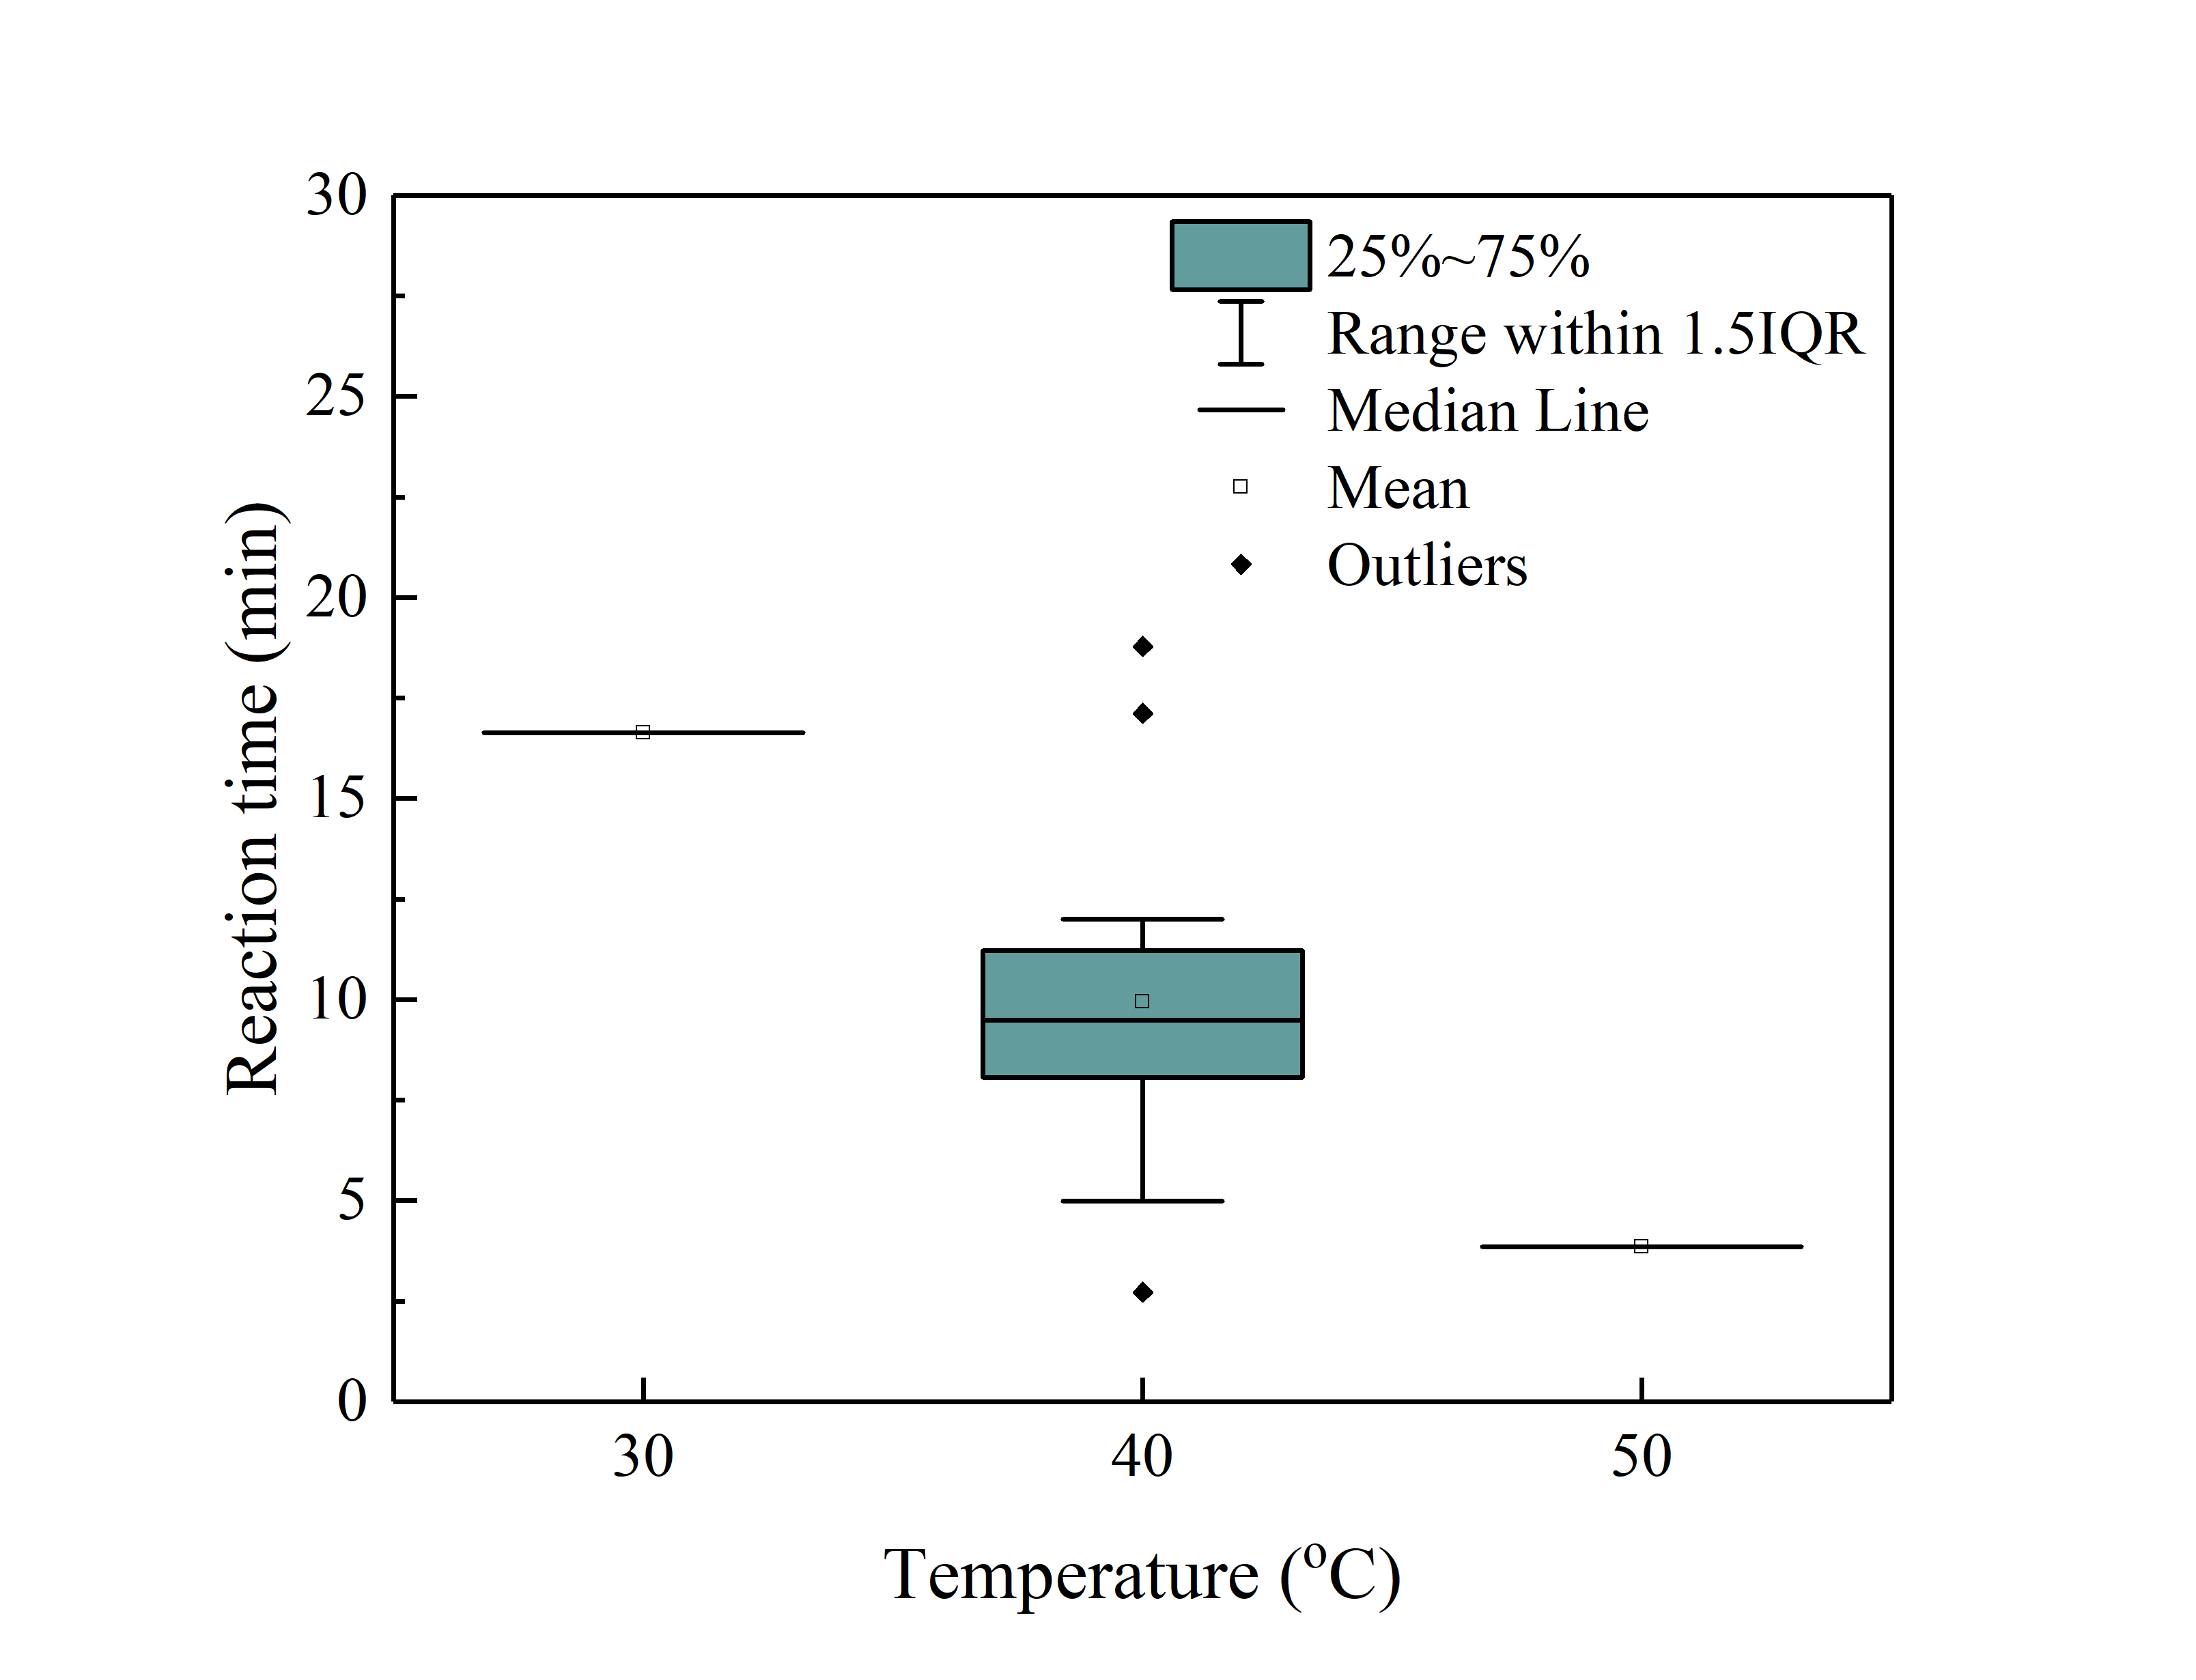 30
25
20
15
10
5
0
Reaction time (min)
25%~75%
Range within 1.5IQR
Median Line
Mean
Outliers
30 40 50
Temperature (ºC)